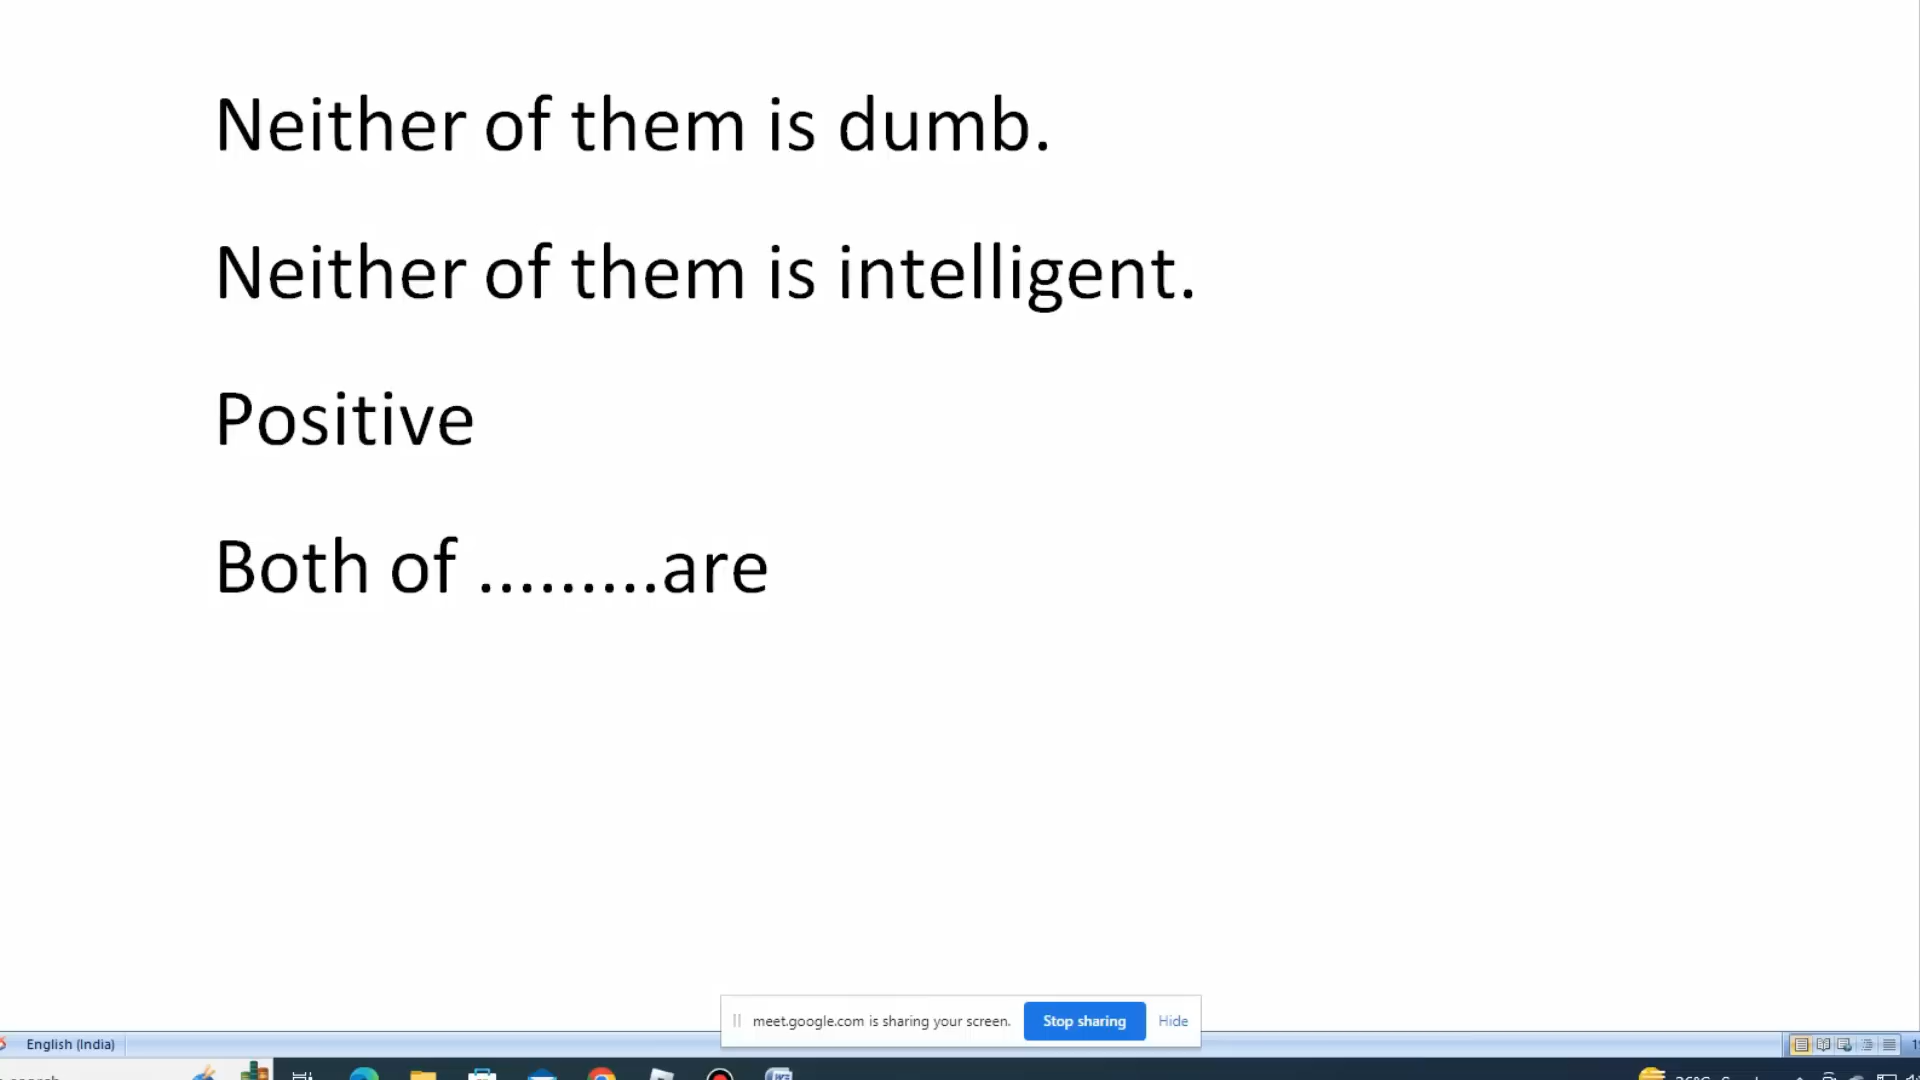 Neither of them is dumb.
Neither of them is intelligent.
Positive
Both of .........are
meet.google.com is sharing your screen. Stop sharing Hide
English (India)